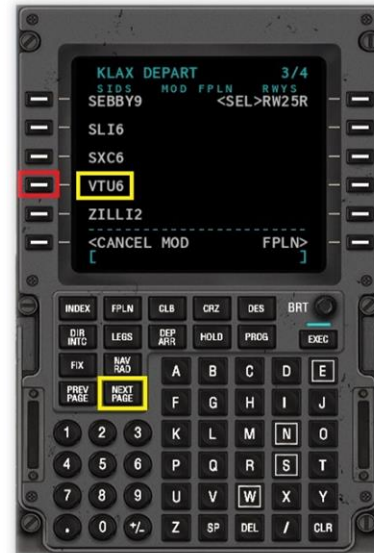 KLAX DEPART 3/4
SIDS MOD FPLN RWYS
SEBBY9 <SEL>RW25R
SLI6
SXC6
VTU6
ZILLI2
<CANCEL MOD FPLN>
[ ]
INDEX FPLN CLB CRZ DES BRT
DIR INTC LEGS DEP ARR HOLD PROG EXEC
FIX NAV RAD A B C D E
PREV PAGE NEXT PAGE F G H I J
1 2 3 K L M N O
4 5 6 P Q R S T
7 8 9 U V W X Y
. 0 +/- Z SP DEL / CLR